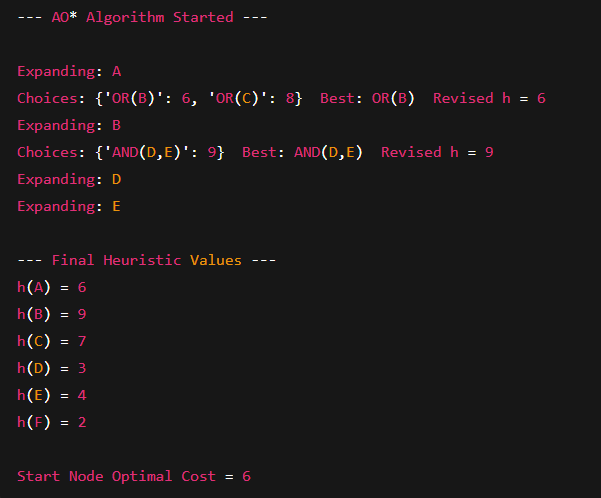 --- AO* Algorithm Started ---
Expanding: A
Choices: {'OR(B)': 6, 'OR(C)': 8}  Best: OR(B)  Revised h = 6
Expanding: B
Choices: {'AND(D,E)': 9}  Best: AND(D,E)  Revised h = 9
Expanding: D
Expanding: E
--- Final Heuristic Values ---
h(A) = 6
h(B) = 9
h(C) = 7
h(D) = 3
h(E) = 4
h(F) = 2
Start Node Optimal Cost = 6